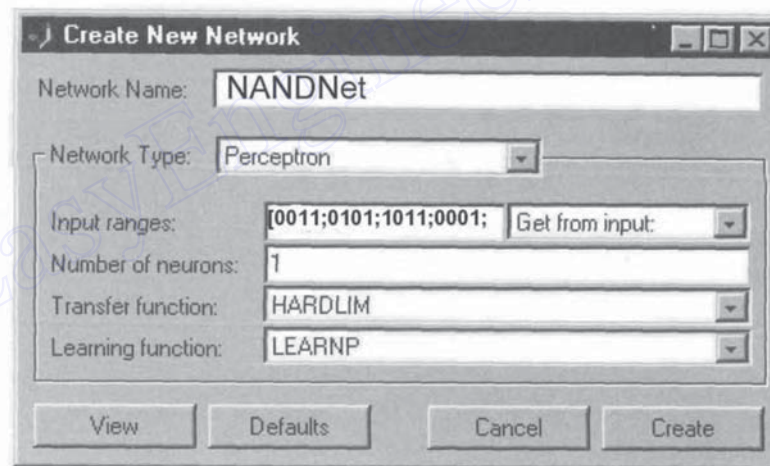 Create New Network
Network Name: NANDNet
Network Type: Perceptron
Input ranges: [0011;0101;1011;0001; Get from input:
Number of neurons: 1
Transfer function: HARDLIM
Learning function: LEARNP
View Defaults Cancel Create